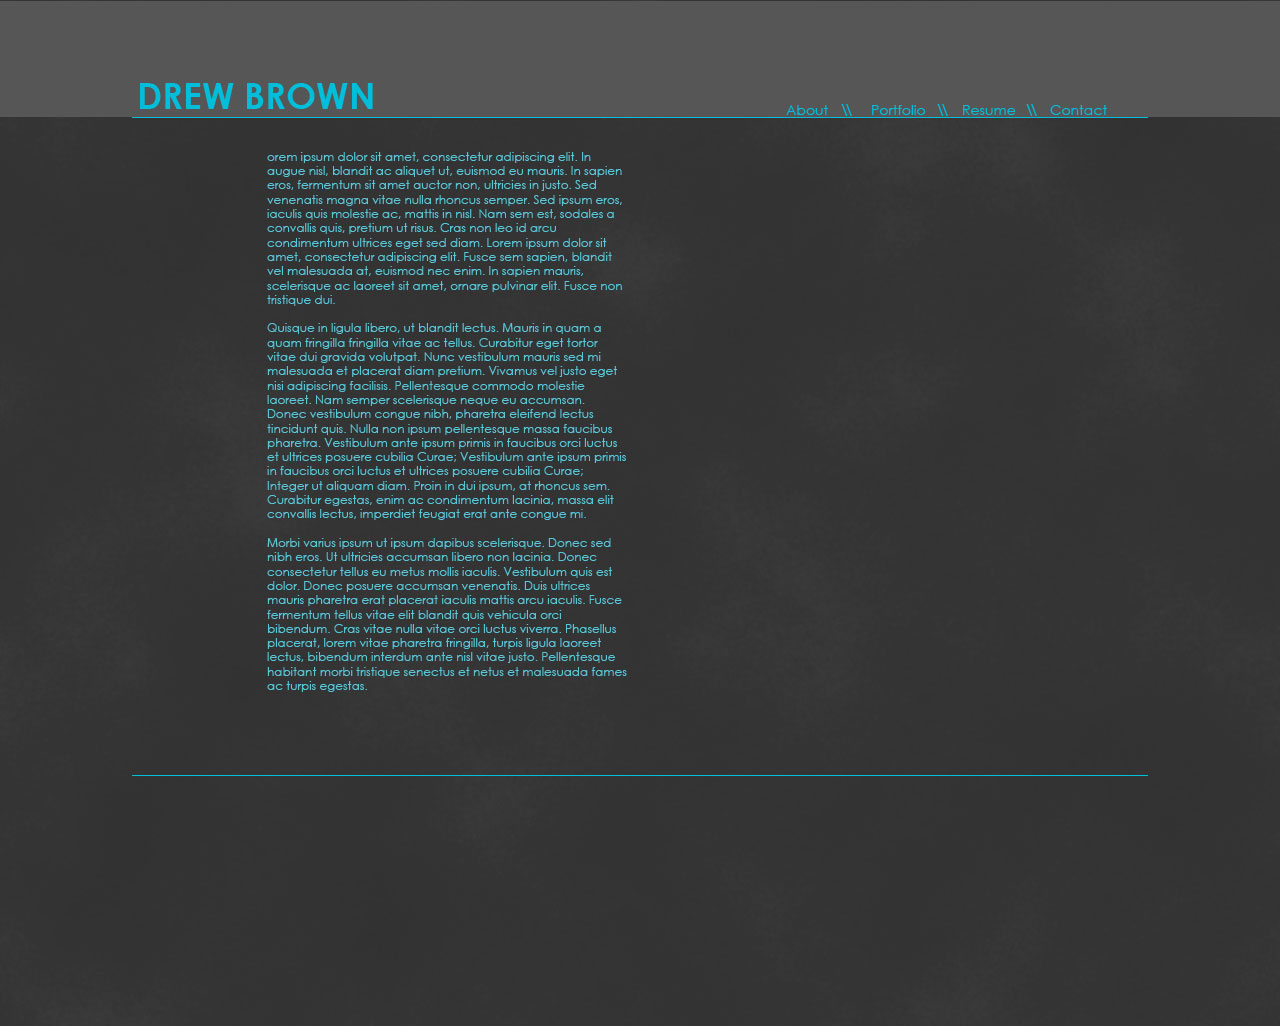 DREW BROWN
About \\ Portfolio \\ Resume \\ Contact
orem ipsum dolor sit amet, consectetur adipiscing elit. In
augue nisl, blandit ac aliquet ut, euismod eu mauris. In sapien
eros, fermentum sit amet auctor non, ultricies in justo. Sed
venenatis magna vitae nulla rhoncus semper. Sed ipsum eros,
iaculis quis molestie ac, mattis in nisl. Nam sem est, sodales a
convallis quis, pretium ut risus. Cras non leo id arcu
condimentum ultrices eget sed diam. Lorem ipsum dolor sit
amet, consectetur adipiscing elit. Fusce sem sapien, blandit
vel malesuada at, euismod nec enim. In sapien mauris,
scelerisque ac laoreet sit amet, ornare pulvinar elit. Fusce non
tristique dui.
Quisque in ligula libero, ut blandit lectus. Mauris in quam a
quam fringilla fringilla vitae ac tellus. Curabitur eget tortor
vitae dui gravida volutpat. Nunc vestibulum mauris sed mi
malesuada et placerat diam pretium. Vivamus vel justo eget
nisi adipiscing facilisis. Pellentesque commodo molestie
laoreet. Nam semper scelerisque neque eu accumsan.
Donec vestibulum congue nibh, pharetra eleifend lectus
tincidunt quis. Nulla non ipsum pellentesque massa faucibus
pharetra. Vestibulum ante ipsum primis in faucibus orci luctus
et ultrices posuere cubilia Curae; Vestibulum ante ipsum primis
in faucibus orci luctus et ultrices posuere cubilia Curae;
Integer ut aliquam diam. Proin in dui ipsum, at rhoncus sem.
Curabitur egestas, enim ac condimentum lacinia, massa elit
convallis lectus, imperdiet feugiat erat ante congue mi.
Morbi varius ipsum ut ipsum dapibus scelerisque. Donec sed
nibh eros. Ut ultricies accumsan libero non lacinia. Donec
consectetur tellus eu metus mollis iaculis. Vestibulum quis est
dolor. Donec posuere accumsan venenatis. Duis ultrices
mauris pharetra erat placerat iaculis mattis arcu iaculis. Fusce
fermentum tellus vitae elit blandit quis vehicula orci
bibendum. Cras vitae nulla vitae orci luctus viverra. Phasellus
placerat, lorem vitae pharetra fringilla, turpis ligula laoreet
lectus, bibendum interdum ante nisl vitae justo. Pellentesque
habitant morbi tristique senectus et netus et malesuada fames
ac turpis egestas.